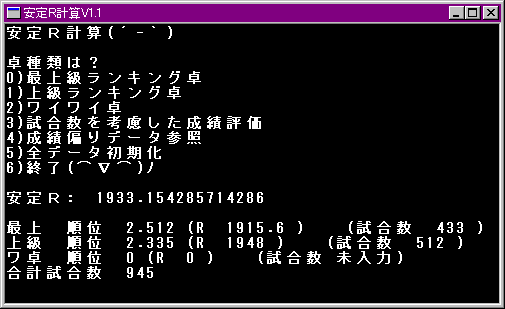 安定R計算V1.1
安定R計算(´-`)
卓種類は?
0)最上級ランキング卓
1)上級ランキング卓
2)ワイワイ卓
3)試合数を考慮した成績評価
4)成績偏りデータ参照
5)全データ初期化
6)終了(⌒∇⌒)ノ
安定R: 1933.154285714286
最上 順位 2.512 (R 1915.6 ) (試合数 433 )
上級 順位 2.335 (R 1948 ) (試合数 512 )
ワ卓 順位 0 (R 0 ) (試合数 未入力)
合計試合数 945